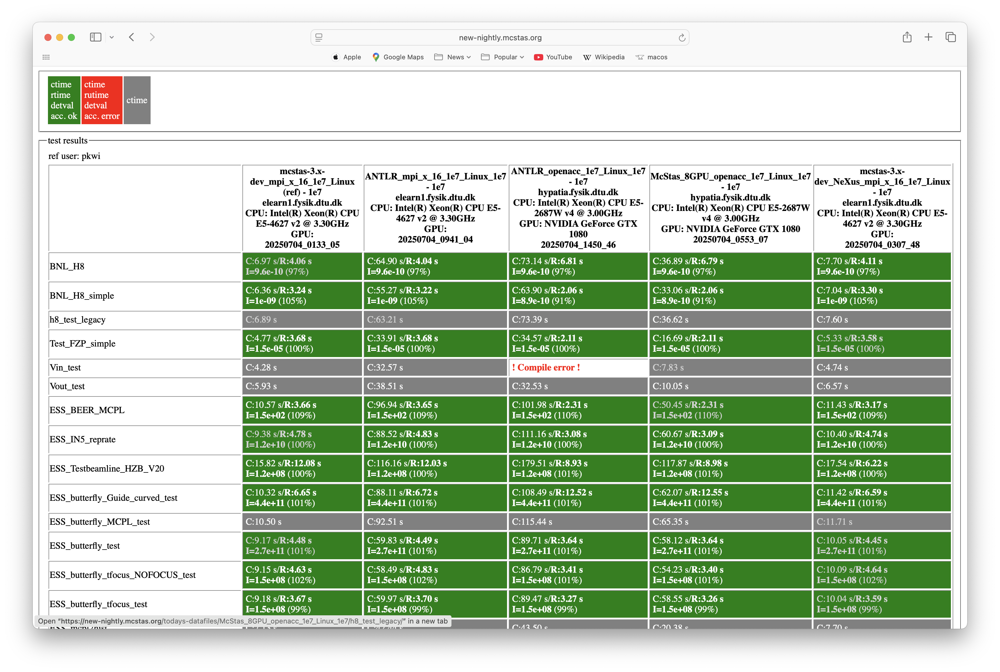 new-nightly.mcstas.org
Apple
Google Maps
News
Popular
YouTube
Wikipedia
macos
ctime
rtime
detval
acc. ok
ctime
rutime
detval
acc. error
ctime
test results
ref user: pkwi
mcstas-3.x-
dev_mpi_x_16_1e7_Linux
(ref) - 1e7
elearn1.fysik.dtu.dk
CPU: Intel(R) Xeon(R) CPU
E5-4627 v2 @ 3.30GHz
GPU:
20250704_0133_05
ANTLR_mpi_x_16_1e7_Linux_1e7
- 1e7
elearn1.fysik.dtu.dk
CPU: Intel(R) Xeon(R) CPU E5-
4627 v2 @ 3.30GHz
GPU:
20250704_0941_04
ANTLR_openacc_1e7_Linux_1e7
- 1e7
hypatia.fysik.dtu.dk
CPU: Intel(R) Xeon(R) CPU E5-
2687W v4 @ 3.00GHz
GPU: NVIDIA GeForce GTX
1080
20250704_1450_46
McStas_8GPU_openacc_1e7_Linux_1e7
- 1e7
hypatia.fysik.dtu.dk
CPU: Intel(R) Xeon(R) CPU E5-2687W
v4 @ 3.00GHz
GPU: NVIDIA GeForce GTX 1080
20250704_0553_07
mcstas-3.x-
dev_NeXus_mpi_x_16_1e7_Linux
- 1e7
elearn1.fysik.dtu.dk
CPU: Intel(R) Xeon(R) CPU E5-
4627 v2 @ 3.30GHz
GPU:
20250704_0307_48
BNL_H8
C:6.97 s/R:4.06 s
I=9.6e-10 (97%)
C:64.90 s/R:4.04 s
I=9.6e-10 (97%)
C:73.14 s/R:6.81 s
I=9.6e-10 (97%)
C:36.89 s/R:6.79 s
I=9.6e-10 (97%)
C:7.70 s/R:4.11 s
I=9.6e-10 (97%)
BNL_H8_simple
C:6.36 s/R:3.24 s
I=1e-09 (105%)
C:55.27 s/R:3.22 s
I=1e-09 (105%)
C:63.90 s/R:2.06 s
I=8.9e-10 (91%)
C:33.06 s/R:2.06 s
I=8.9e-10 (91%)
C:7.04 s/R:3.30 s
I=1e-09 (105%)
h8_test_legacy
C:6.89 s
C:63.21 s
C:73.39 s
C:36.62 s
C:7.60 s
Test_FZP_simple
C:4.77 s/R:3.68 s
I=1.5e-05 (100%)
C:33.91 s/R:3.68 s
I=1.5e-05 (100%)
C:34.57 s/R:2.11 s
I=1.5e-05 (100%)
C:16.69 s/R:2.11 s
I=1.5e-05 (100%)
C:5.33 s/R:3.58 s
I=1.5e-05 (100%)
Vin_test
C:4.28 s
C:32.57 s
! Compile error !
C:7.83 s
C:4.74 s
Vout_test
C:5.93 s
C:38.51 s
C:32.53 s
C:10.05 s
C:6.57 s
ESS_BEER_MCPL
C:10.57 s/R:3.66 s
I=1.5e+02 (109%)
C:96.94 s/R:3.65 s
I=1.5e+02 (109%)
C:101.98 s/R:2.31 s
I=1.5e+02 (110%)
C:50.45 s/R:2.31 s
I=1.5e+02 (110%)
C:11.43 s/R:3.17 s
I=1.5e+02 (109%)
ESS_IN5_reprate
C:9.38 s/R:4.78 s
I=1.2e+10 (100%)
C:88.52 s/R:4.83 s
I=1.2e+10 (100%)
C:111.16 s/R:3.08 s
I=1.2e+10 (100%)
C:60.67 s/R:3.09 s
I=1.2e+10 (100%)
C:10.40 s/R:4.74 s
I=1.2e+10 (100%)
ESS_Testbeamline_HZB_V20
C:15.82 s/R:12.08 s
I=1.2e+08 (100%)
C:116.16 s/R:12.03 s
I=1.2e+08 (100%)
C:179.51 s/R:8.93 s
I=1.2e+08 (101%)
C:117.87 s/R:8.98 s
I=1.2e+08 (101%)
C:17.54 s/R:6.22 s
I=1.2e+08 (100%)
ESS_butterfly_Guide_curved_test
C:10.32 s/R:6.65 s
I=4.4e+11 (101%)
C:88.11 s/R:6.72 s
I=4.4e+11 (101%)
C:108.49 s/R:12.52 s
I=4.4e+11 (101%)
C:62.07 s/R:12.55 s
I=4.4e+11 (101%)
C:11.42 s/R:6.59 s
I=4.4e+11 (101%)
ESS_butterfly_MCPL_test
C:10.50 s
C:92.51 s
C:115.44 s
C:65.35 s
C:11.71 s
ESS_butterfly_test
C:9.17 s/R:4.48 s
I=2.7e+11 (101%)
C:59.83 s/R:4.49 s
I=2.7e+11 (101%)
C:89.71 s/R:3.64 s
I=2.7e+11 (101%)
C:58.12 s/R:3.64 s
I=2.7e+11 (101%)
C:10.05 s/R:4.45 s
I=2.7e+11 (101%)
ESS_butterfly_tfocus_NOFOCUS_test
C:9.15 s/R:4.63 s
I=1.5e+08 (102%)
C:58.49 s/R:4.83 s
I=1.5e+08 (102%)
C:86.79 s/R:3.41 s
I=1.5e+08 (101%)
C:54.23 s/R:3.40 s
I=1.5e+08 (101%)
C:10.09 s/R:4.64 s
I=1.5e+08 (102%)
ESS_butterfly_tfocus_test
C:9.18 s/R:3.67 s
I=1.5e+08 (99%)
C:59.97 s/R:3.70 s
I=1.5e+08 (99%)
C:89.47 s/R:3.27 s
I=1.5e+08 (99%)
C:58.55 s/R:3.26 s
I=1.5e+08 (99%)
C:10.04 s/R:3.59 s
I=1.5e+08 (99%)
Open “https://new-nightly.mcstas.org/todays-datafiles/McStas_8GPU_openacc_1e7_Linux_1e7/h8_test_legacy/” in a new tab
C:43.50 s
C:20.38 s
C:7.70 s